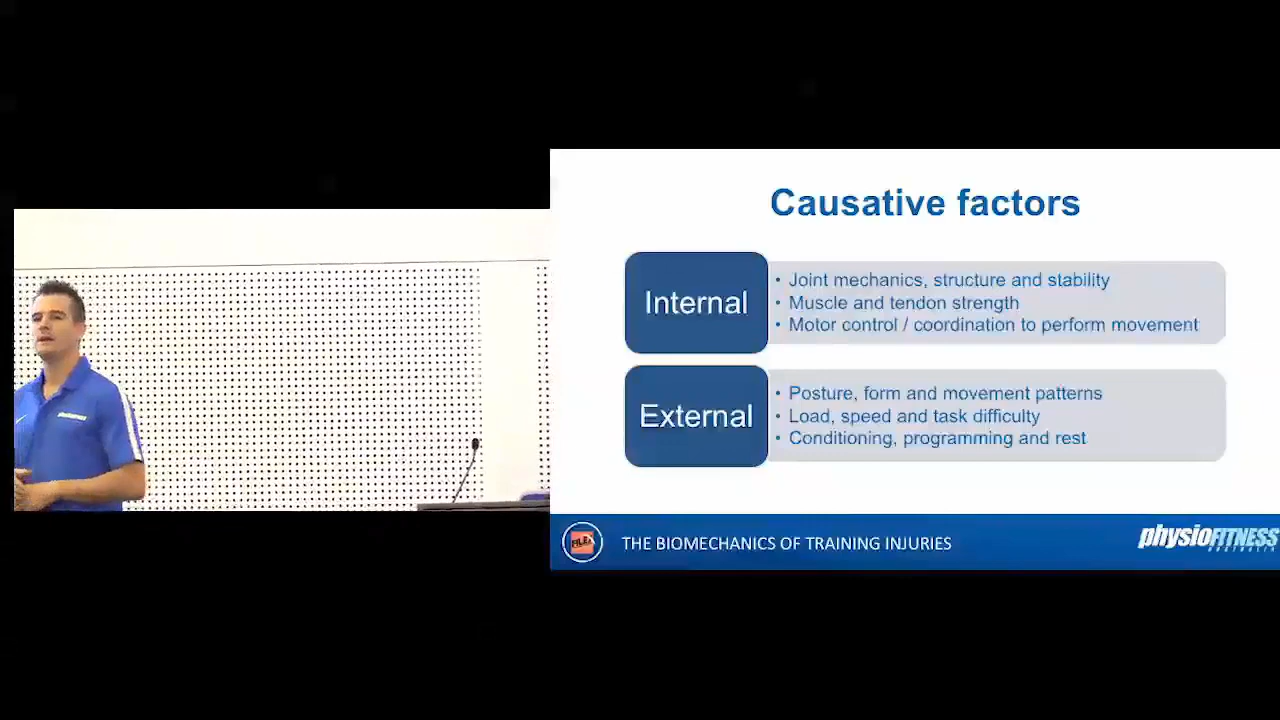 Causative factors
Internal
• Joint mechanics, structure and stability
• Muscle and tendon strength
• Motor control / coordination to perform movement
External
• Posture, form and movement patterns
• Load, speed and task difficulty
• Conditioning, programming and rest
FILEX
THE BIOMECHANICS OF TRAINING INJURIES
physioFITNESS
AUSTRALIA